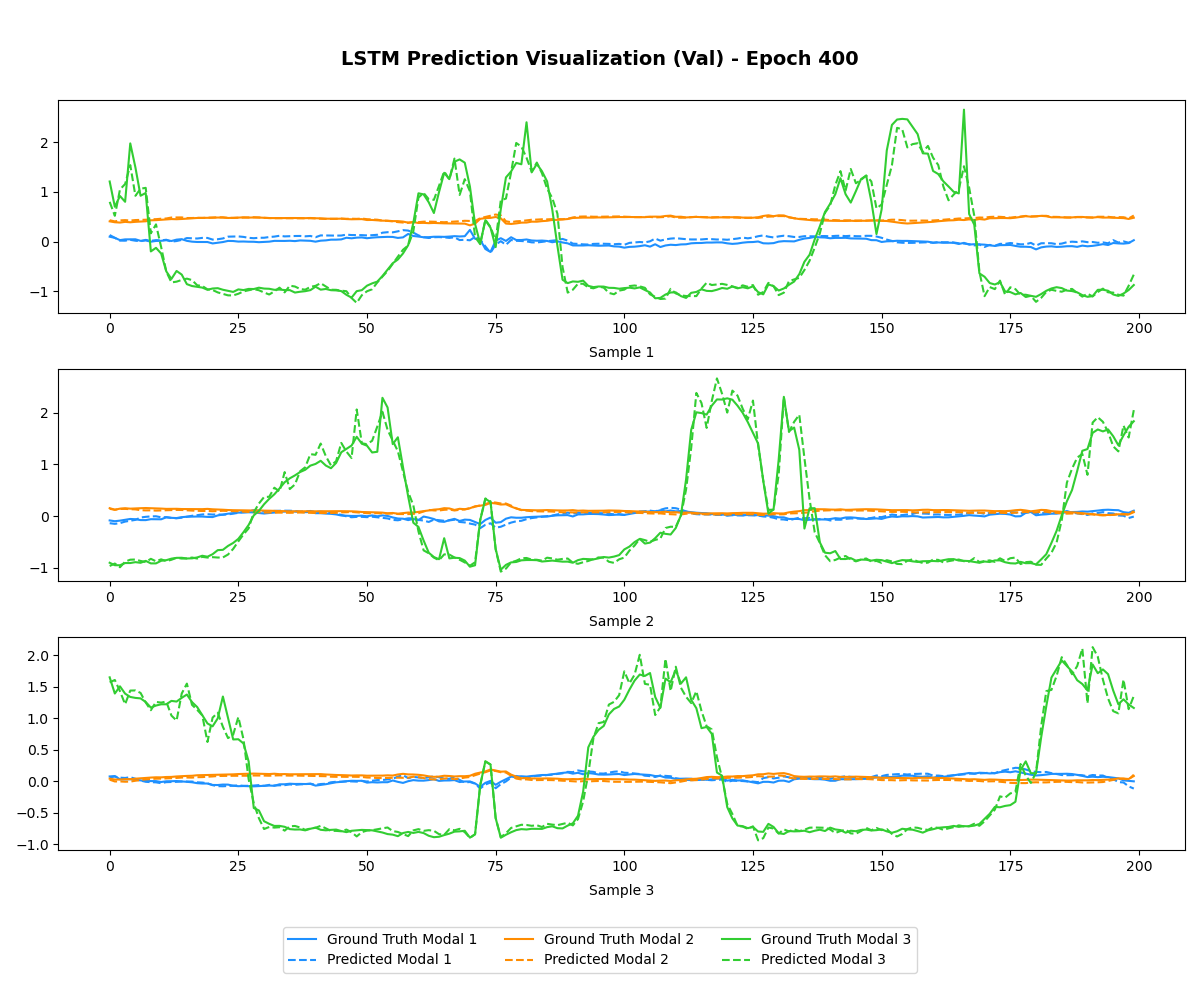 LSTM Prediction Visualization (Val) - Epoch 400
2
1
0
−1
0 25 50 75 100 125 150 175 200
Sample 1
2
1
0
−1
0 25 50 75 100 125 150 175 200
Sample 2
2.0
1.5
1.0
0.5
0.0
−0.5
−1.0
0 25 50 75 100 125 150 175 200
Sample 3
Ground Truth Modal 1 Ground Truth Modal 2 Ground Truth Modal 3
Predicted Modal 1 Predicted Modal 2 Predicted Modal 3